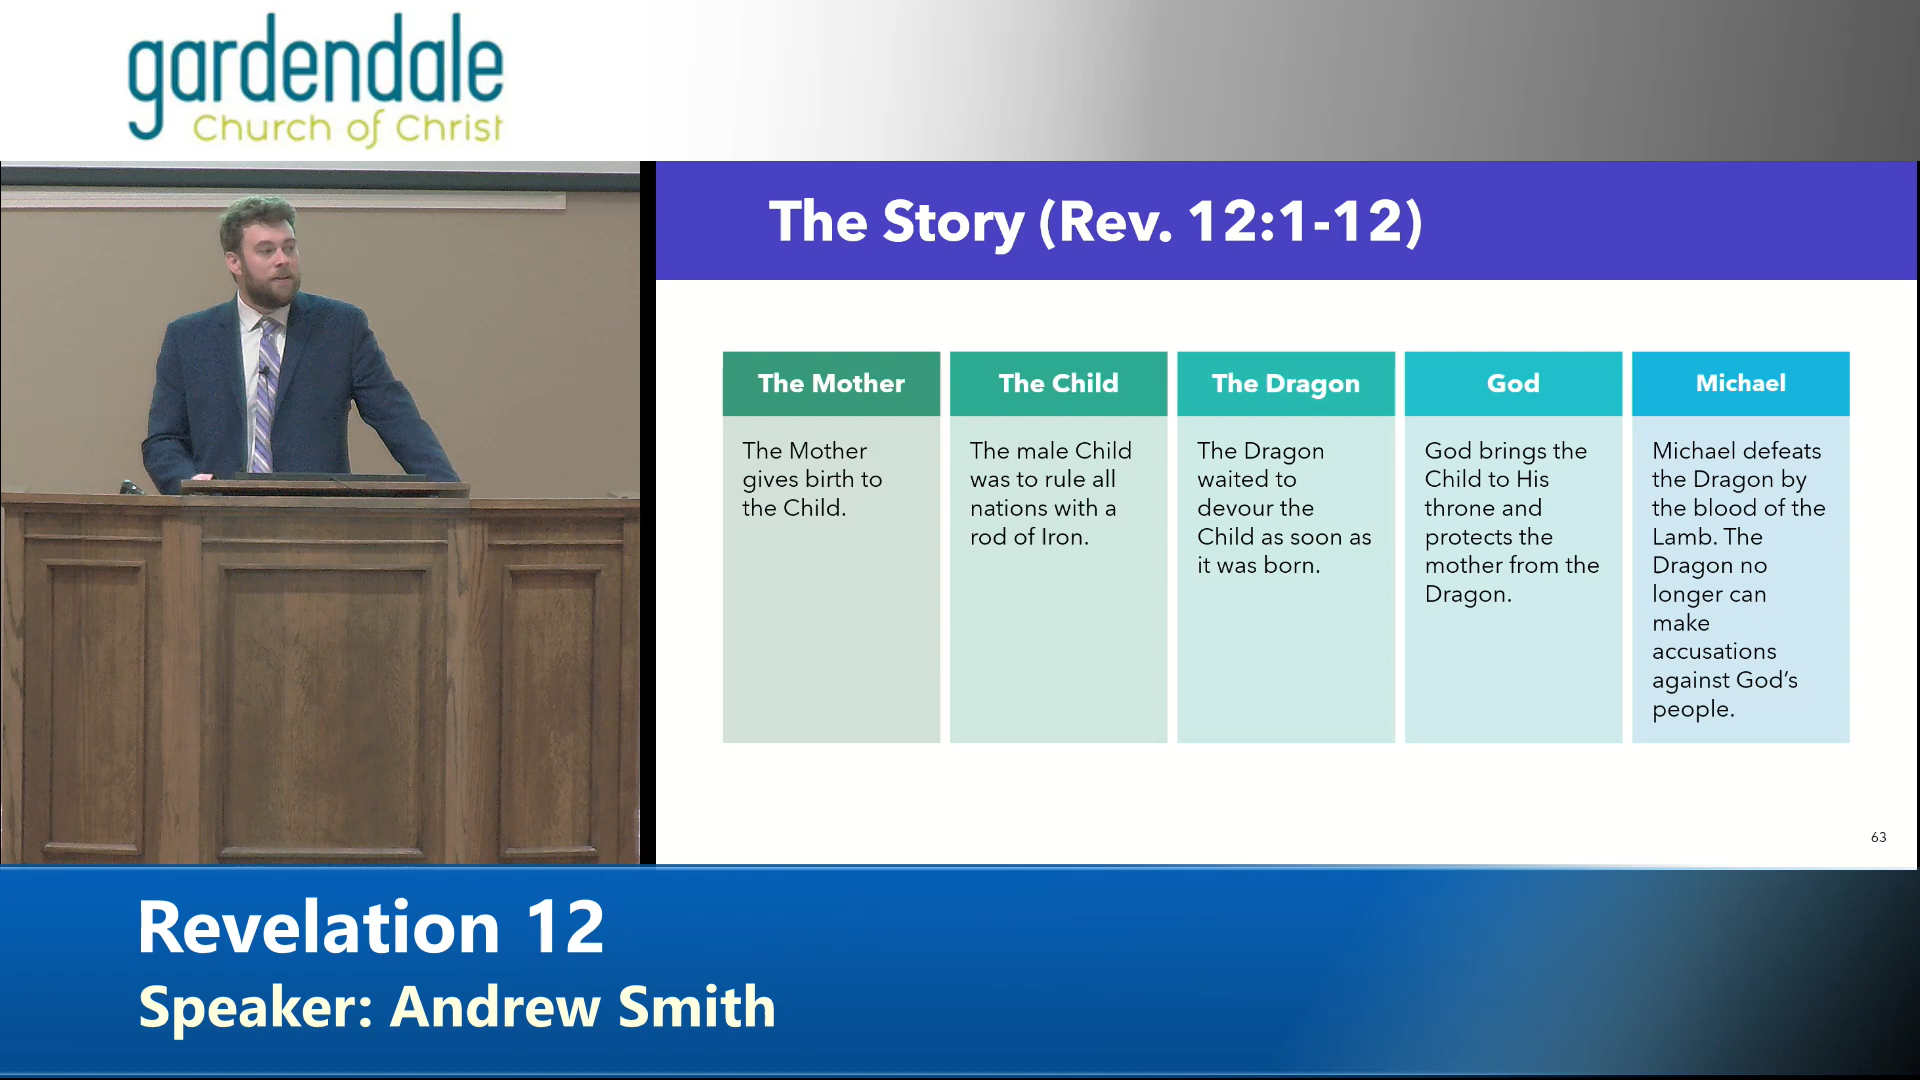 gardendale
Church of Christ
The Story (Rev. 12:1-12)
The Mother
The Mother
gives birth to
the Child.
The Child
The male Child
was to rule all
nations with a
rod of Iron.
The Dragon
The Dragon
waited to
devour the
Child as soon as
it was born.
God
God brings the
Child to His
throne and
protects the
mother from the
Dragon.
Michael
Michael defeats
the Dragon by
the blood of the
Lamb. The
Dragon no
longer can
make
accusations
against God’s
people.
63
Revelation 12
Speaker: Andrew Smith